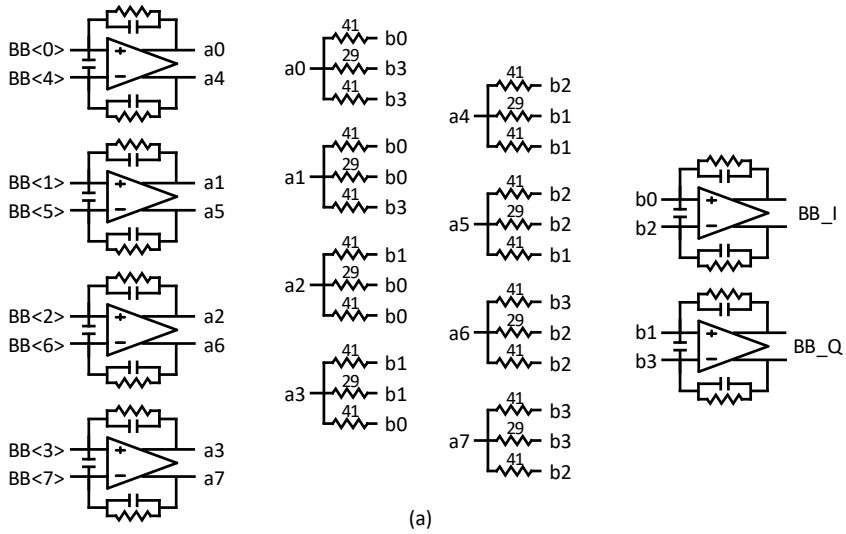 BB<0>
BB<4>
+
−
a0
a4
BB<1>
BB<5>
+
−
a1
a5
BB<2>
BB<6>
+
−
a2
a6
BB<3>
BB<7>
+
−
a3
a7
a0
41
b0
29
b3
41
b3
a1
41
b0
29
b0
41
b3
a2
41
b1
29
b0
41
b0
a3
41
b1
29
b1
41
b0
a4
41
b2
29
b1
41
b1
a5
41
b2
29
b2
41
b1
a6
41
b3
29
b2
41
b2
a7
41
b3
29
b3
41
b2
b0
b2
+
−
BB_I
b1
b3
+
−
BB_Q
(a)